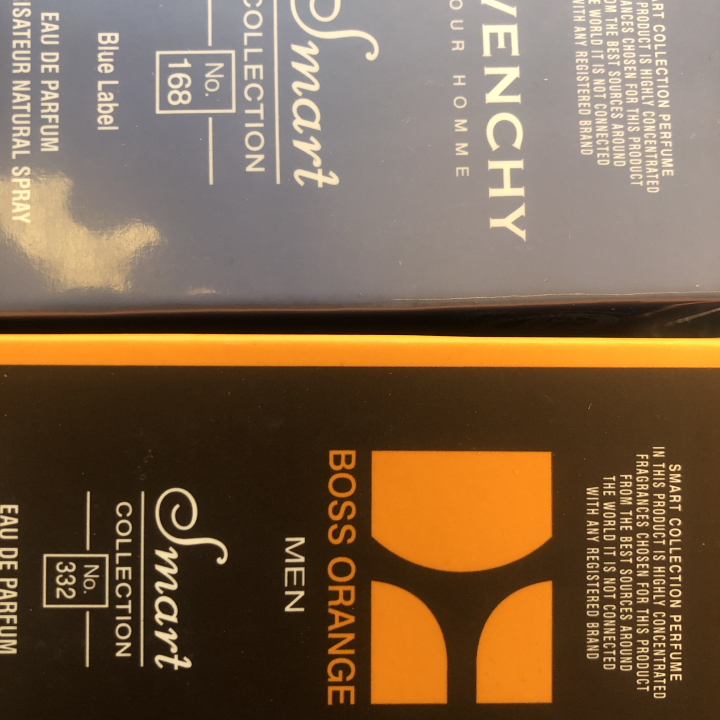 ART COLLECTION PERFUME
PRODUCT IS HIGHLY CONCENTRATED
ANCES CHOSEN FOR THIS PRODUCT
OM THE BEST SOURCES AROUND
E WORLD IT IS NOT CONNECTED
WITH ANY REGISTERED BRAND
VENCHY
OUR HOMME
Smart
COLLECTION
No.
168
Blue Label
EAU DE PARFUM
ISATEUR NATURAL SPRAY
SMART COLLECTION PERFUME
IN THIS PRODUCT IS HIGHLY CONCENTRATED
FRAGRANCES CHOSEN FOR THIS PRODUCT
FROM THE BEST SOURCES AROUND
THE WORLD IT IS NOT CONNECTED
WITH ANY REGISTERED BRAND
BOSS ORANGE
MEN
Smart
COLLECTION
No.
332
EAU DE PARFUM